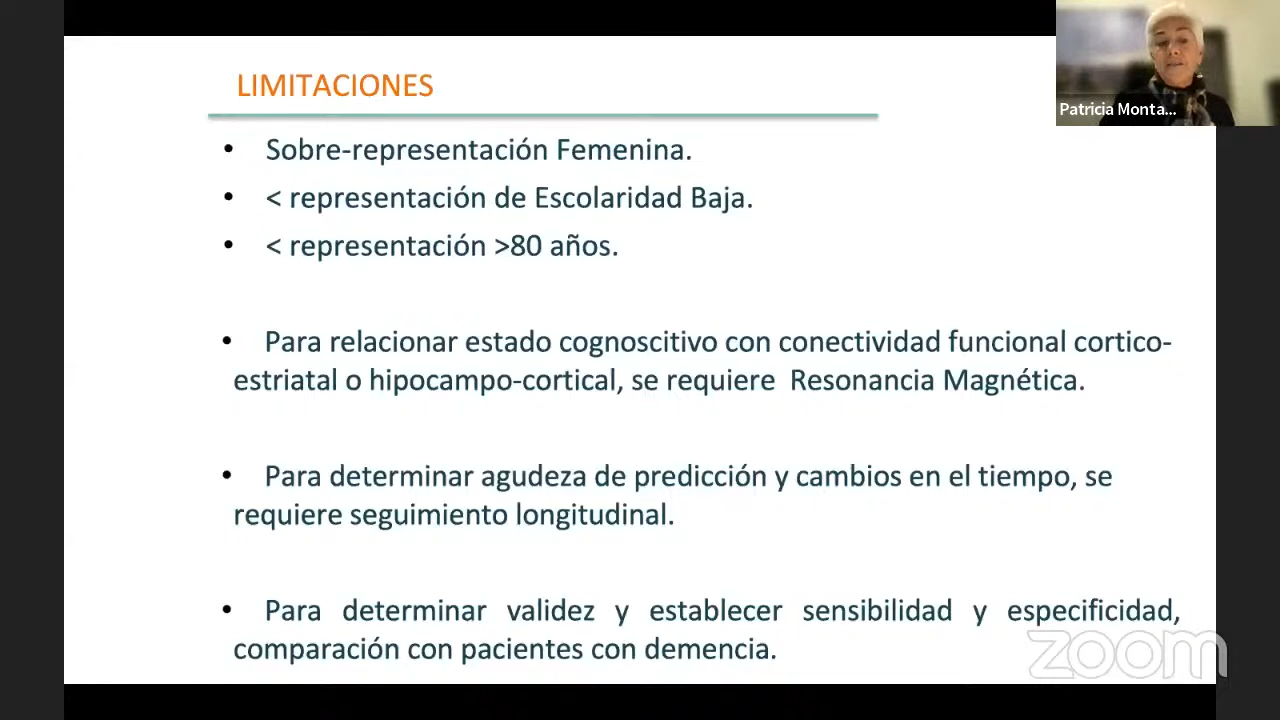 LIMITACIONES
Patricia Monta...
• Sobre-representación Femenina.
• < representación de Escolaridad Baja.
• < representación >80 años.
• Para relacionar estado cognoscitivo con conectividad funcional cortico-
estriatal o hipocampo-cortical, se requiere Resonancia Magnética.
• Para determinar agudeza de predicción y cambios en el tiempo, se
requiere seguimiento longitudinal.
• Para determinar validez y establecer sensibilidad y especificidad,
comparación con pacientes con demencia.
zoom